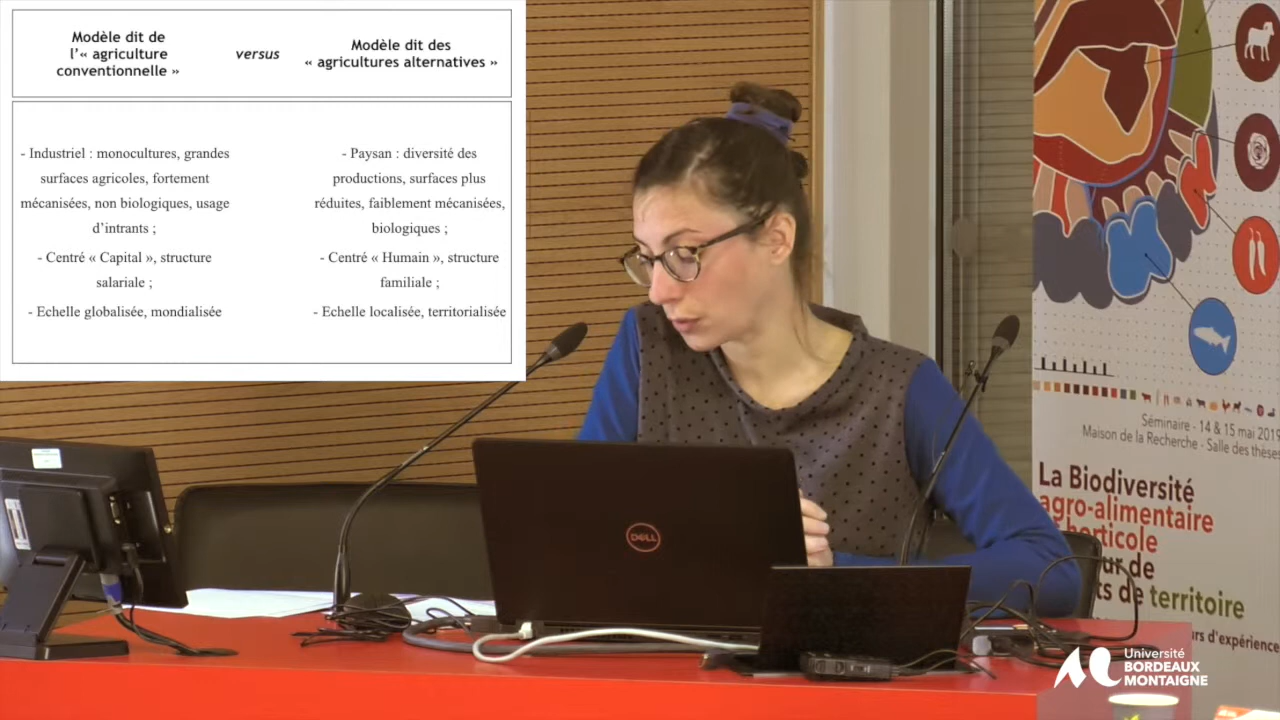 Modèle dit de
l'« agriculture
conventionnelle »
versus
Modèle dit des
« agricultures alternatives »
- Industriel : monocultures, grandes
surfaces agricoles, fortement
mécanisées, non biologiques, usage
d'intrants ;
- Centré « Capital », structure
salariale ;
- Echelle globalisée, mondialisée
- Paysan : diversité des
productions, surfaces plus
réduites, faiblement mécanisées,
biologiques ;
- Centré « Humain », structure
familiale ;
- Echelle localisée, territorialisée
DELL
Séminaire - 14 & 15 mai 2019
Maison de la Recherche - Salle des thèses
La Biodiversité
agro-alimentaire
horticole
de
de territoire
d'expérience
Université
BORDEAUX
MONTAIGNE